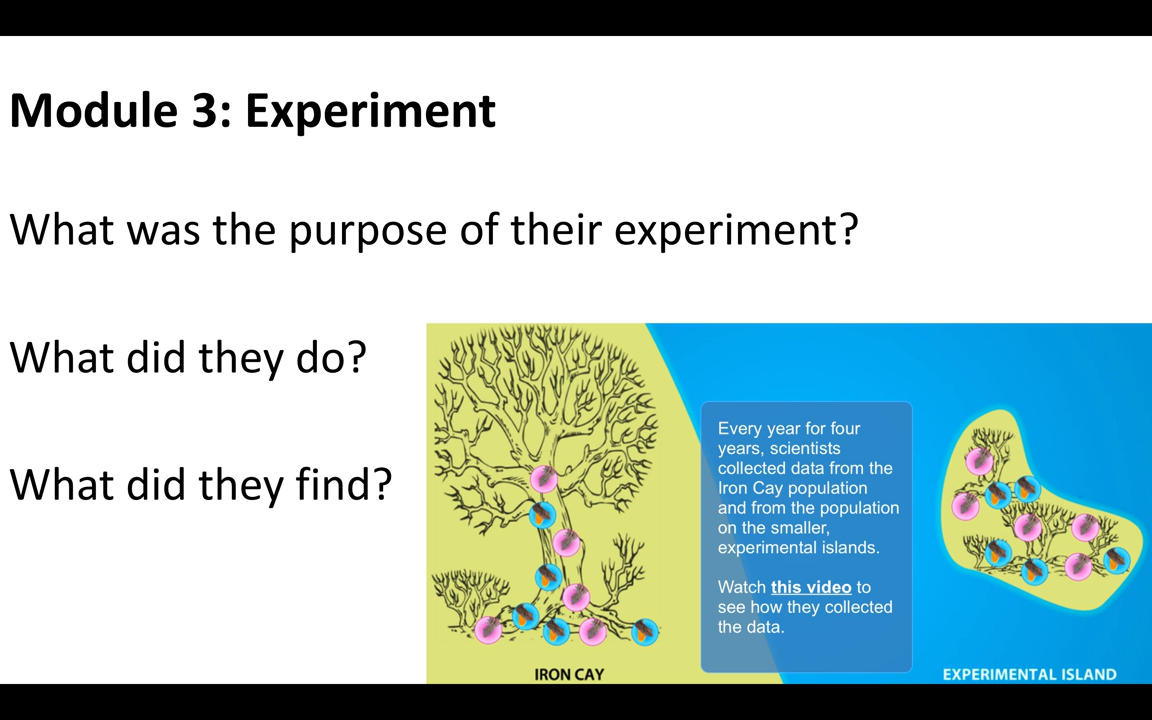 Module 3: Experiment
What was the purpose of their experiment?
What did they do?
What did they find?
Every year for four
years, scientists
collected data from the
Iron Cay population
and from the population
on the smaller,
experimental islands.
Watch this video to
see how they collected
the data.
IRON CAY
EXPERIMENTAL ISLAND